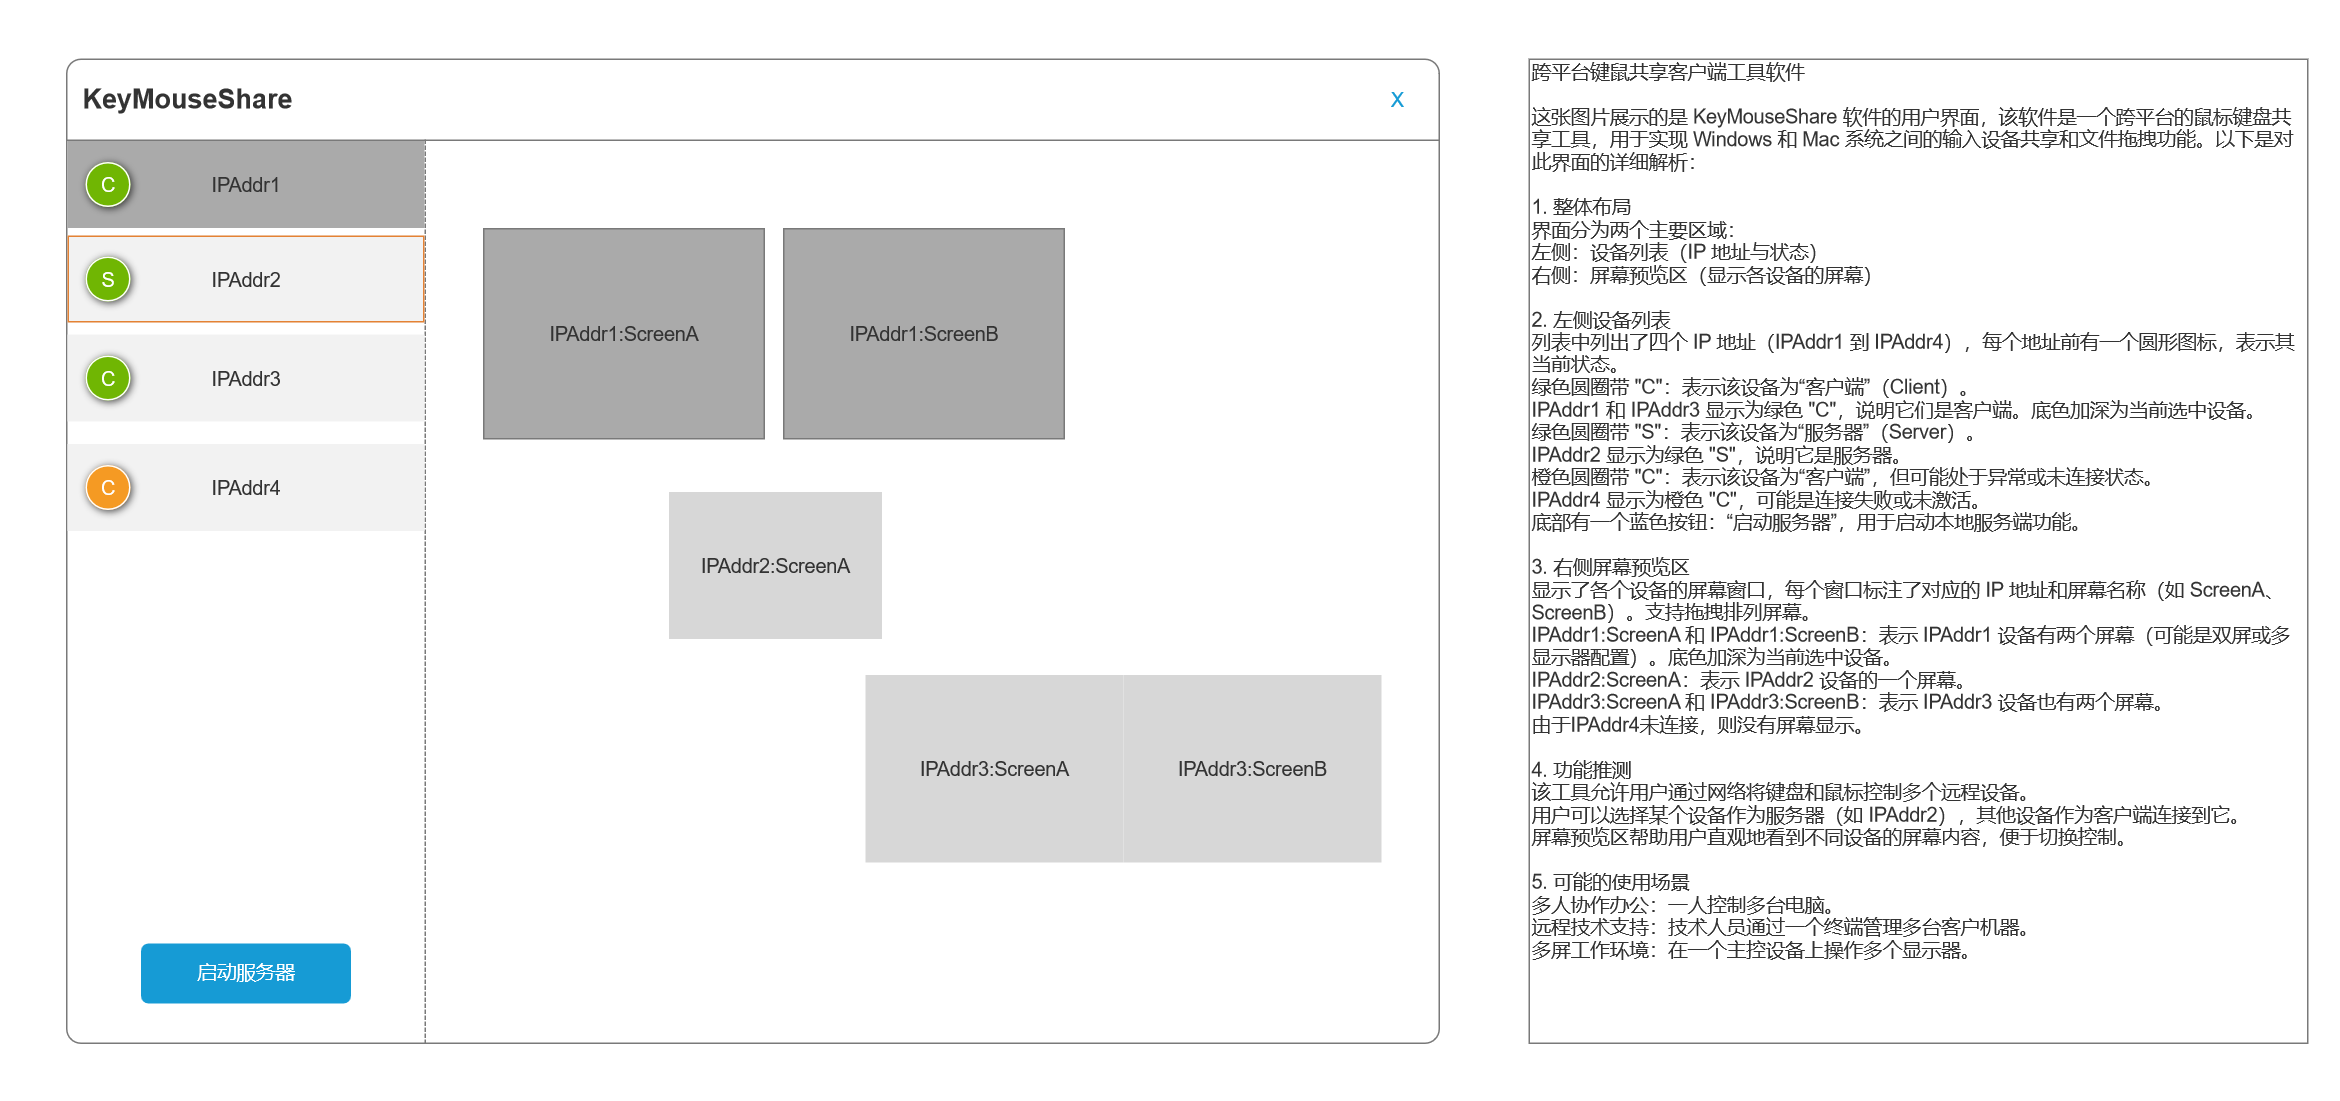 KeyMouseShare
X
C
IPAddr1
S
IPAddr2
C
IPAddr3
C
IPAddr4
启动服务器
IPAddr1:ScreenA
IPAddr1:ScreenB
IPAddr2:ScreenA
IPAddr3:ScreenA
IPAddr3:ScreenB
跨平台键鼠共享客户端工具软件
这张图片展示的是 KeyMouseShare 软件的用户界面，该软件是一个跨平台的鼠标键盘共
享工具，用于实现 Windows 和 Mac 系统之间的输入设备共享和文件拖拽功能。以下是对
此界面的详细解析：
1. 整体布局
界面分为两个主要区域：
左侧：设备列表（IP 地址与状态）
右侧：屏幕预览区（显示各设备的屏幕）
2. 左侧设备列表
列表中列出了四个 IP 地址（IPAddr1 到 IPAddr4），每个地址前有一个圆形图标，表示其
当前状态。
绿色圆圈带 "C"：表示该设备为“客户端”（Client）。
IPAddr1 和 IPAddr3 显示为绿色 "C"，说明它们是客户端。底色加深为当前选中设备。
绿色圆圈带 "S"：表示该设备为“服务器”（Server）。
IPAddr2 显示为绿色 "S"，说明它是服务器。
橙色圆圈带 "C"：表示该设备为“客户端”，但可能处于异常或未连接状态。
IPAddr4 显示为橙色 "C"，可能是连接失败或未激活。
底部有一个蓝色按钮：“启动服务器”，用于启动本地服务端功能。
3. 右侧屏幕预览区
显示了各个设备的屏幕窗口，每个窗口标注了对应的 IP 地址和屏幕名称（如 ScreenA、
ScreenB）。支持拖拽排列屏幕。
IPAddr1:ScreenA 和 IPAddr1:ScreenB：表示 IPAddr1 设备有两个屏幕（可能是双屏或多
显示器配置）。底色加深为当前选中设备。
IPAddr2:ScreenA：表示 IPAddr2 设备的一个屏幕。
IPAddr3:ScreenA 和 IPAddr3:ScreenB：表示 IPAddr3 设备也有两个屏幕。
由于IPAddr4未连接，则没有屏幕显示。
4. 功能推测
该工具允许用户通过网络将键盘和鼠标控制多个远程设备。
用户可以选择某个设备作为服务器（如 IPAddr2），其他设备作为客户端连接到它。
屏幕预览区帮助用户直观地看到不同设备的屏幕内容，便于切换控制。
5. 可能的使用场景
多人协作办公：一人控制多台电脑。
远程技术支持：技术人员通过一个终端管理多台客户机器。
多屏工作环境：在一个主控设备上操作多个显示器。